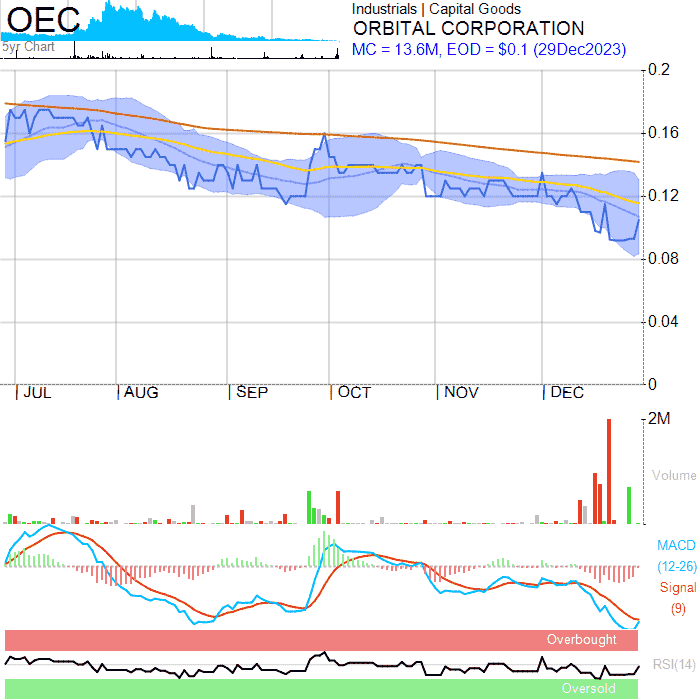 OEC
5yr Chart
Industrials | Capital Goods
ORBITAL CORPORATION
MC = 13.6M, EOD = $0.1 (29Dec2023)
0.2
0.16
0.12
0.08
0.04
0
JUL AUG SEP OCT NOV DEC
2M
Volume
MACD
(12-26)
Signal
(9)
Overbought
RSI(14)
Oversold